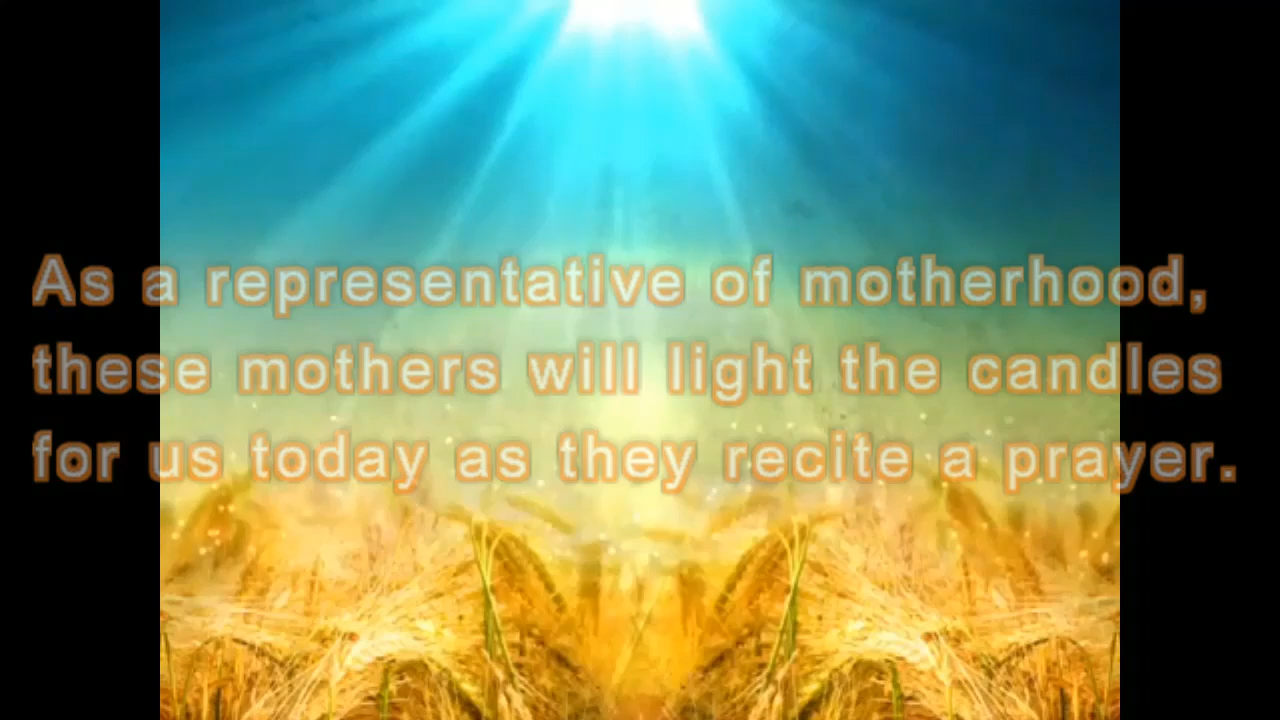 As a representative of motherhood,
these mothers will light the candles
for us today as they recite a prayer.